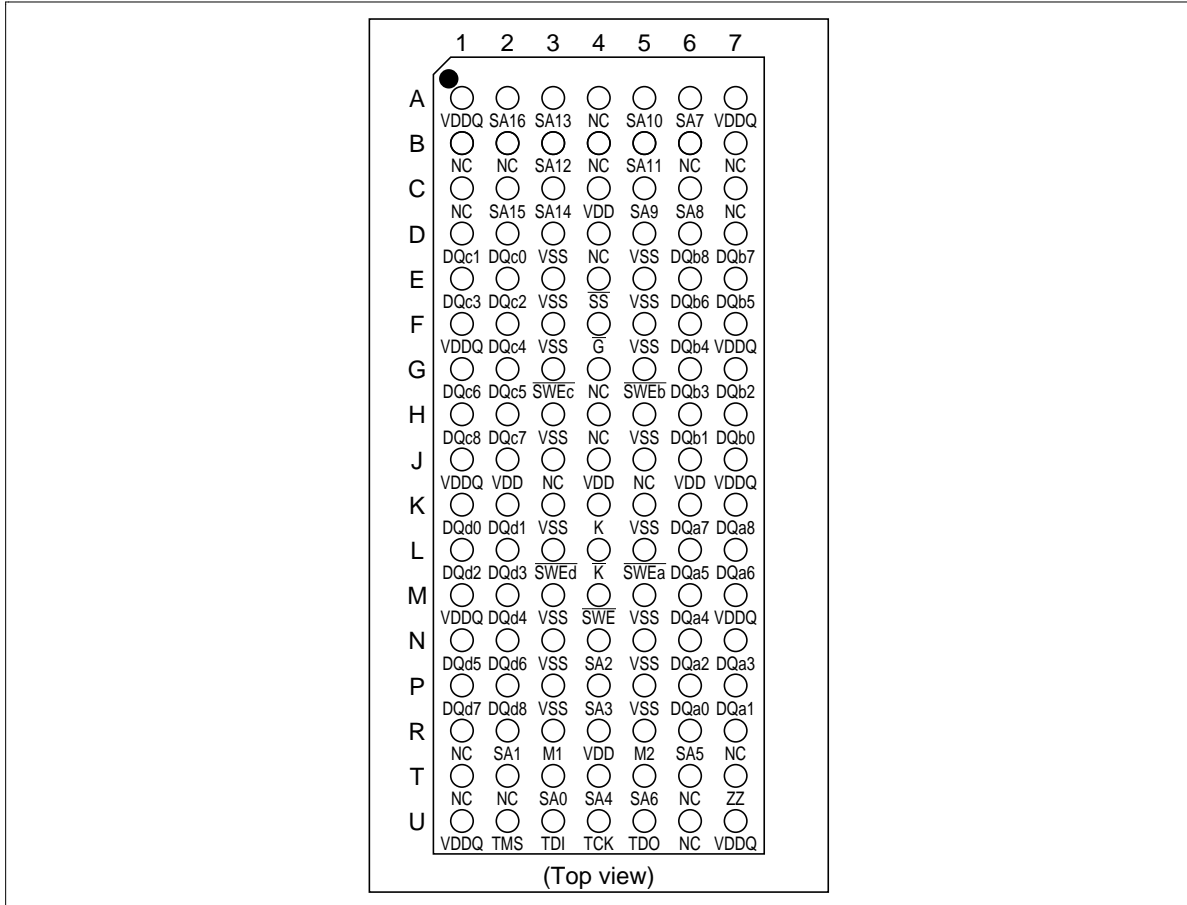 1 2 3 4 5 6 7
A
VDDQ SA16 SA13 NC SA10 SA7 VDDQ
B
NC NC SA12 NC SA11 NC NC
C
NC SA15 SA14 VDD SA9 SA8 NC
D
DQc1 DQc0 VSS NC VSS DQb8 DQb7
E
DQc3 DQc2 VSS S̅S̅ VSS DQb6 DQb5
F
VDDQ DQc4 VSS G̅ VSS DQb4 VDDQ
G
DQc6 DQc5 S̅W̅E̅c̅ NC S̅W̅E̅b̅ DQb3 DQb2
H
DQc8 DQc7 VSS NC VSS DQb1 DQb0
J
VDDQ VDD NC VDD NC VDD VDDQ
K
DQd0 DQd1 VSS K VSS DQa7 DQa8
L
DQd2 DQd3 S̅W̅E̅d̅ K̅ S̅W̅E̅a̅ DQa5 DQa6
M
VDDQ DQd4 VSS S̅W̅E̅ VSS DQa4 VDDQ
N
DQd5 DQd6 VSS SA2 VSS DQa2 DQa3
P
DQd7 DQd8 VSS SA3 VSS DQa0 DQa1
R
NC SA1 M1 VDD M2 SA5 NC
T
NC NC SA0 SA4 SA6 NC ZZ
U
VDDQ TMS TDI TCK TDO NC VDDQ
(Top view)